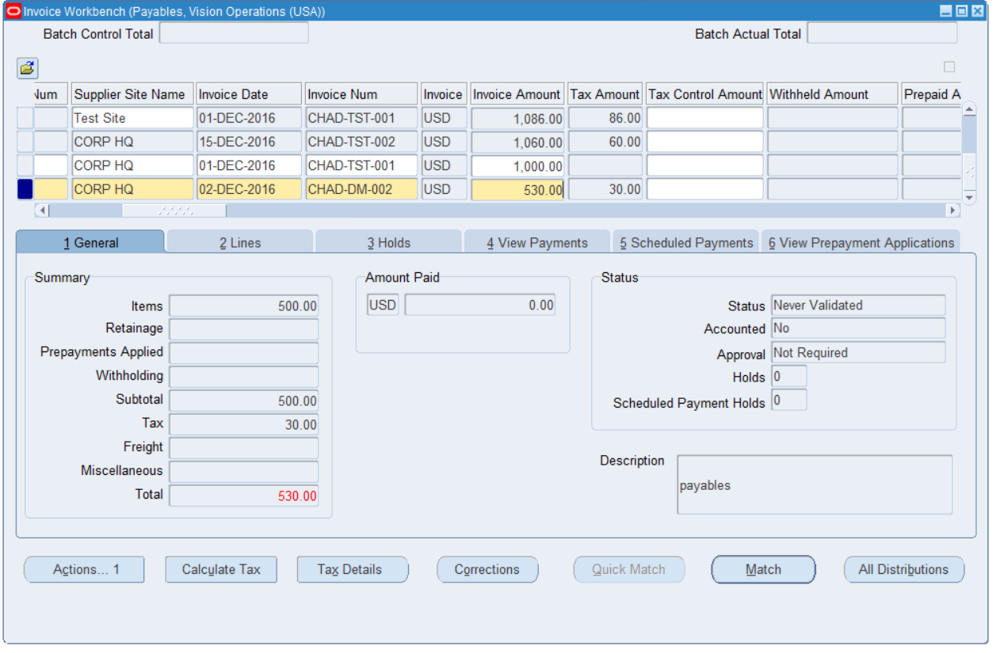 Invoice Workbench (Payables, Vision Operations (USA))
Batch Control Total Batch Actual Total
Num Supplier Site Name Invoice Date Invoice Num Invoice Invoice Amount Tax Amount Tax Control Amount Withheld Amount Prepaid A
Test Site 01-DEC-2016 CHAD-TST-001 USD 1,086.00 86.00
CORP HQ 15-DEC-2016 CHAD-TST-002 USD 1,060.00 60.00
CORP HQ 01-DEC-2016 CHAD-TST-001 USD 1,000.00
CORP HQ 02-DEC-2016 CHAD-DM-002 USD 530.00 30.00
1 General 2 Lines 3 Holds 4 View Payments 5 Scheduled Payments 6 View Prepayment Applications
Summary Amount Paid Status
Items 500.00 USD 0.00 Status Never Validated
Retainage Accounted No
Prepayments Applied Approval Not Required
Withholding Holds 0
Subtotal 500.00 Scheduled Payment Holds 0
Tax 30.00
Freight
Miscellaneous Description payables
Total 530.00
Actions... 1 Calculate Tax Tax Details Corrections Quick Match Match All Distributions